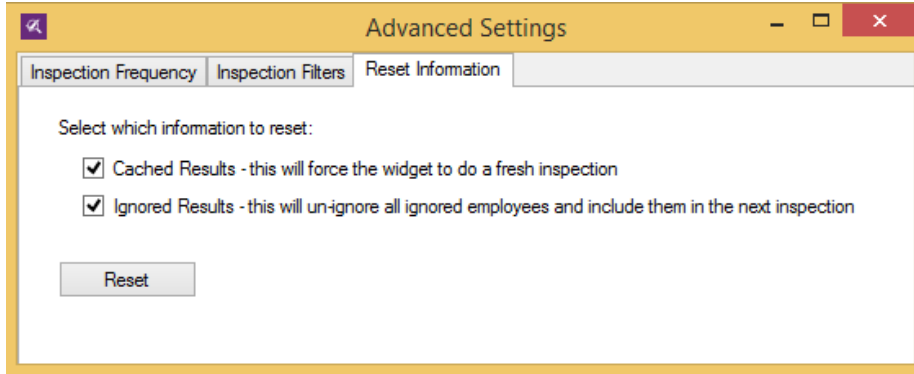 Advanced Settings
Inspection Frequency Inspection Filters Reset Information
Select which information to reset:
Cached Results - this will force the widget to do a fresh inspection
Ignored Results - this will un-ignore all ignored employees and include them in the next inspection
Reset